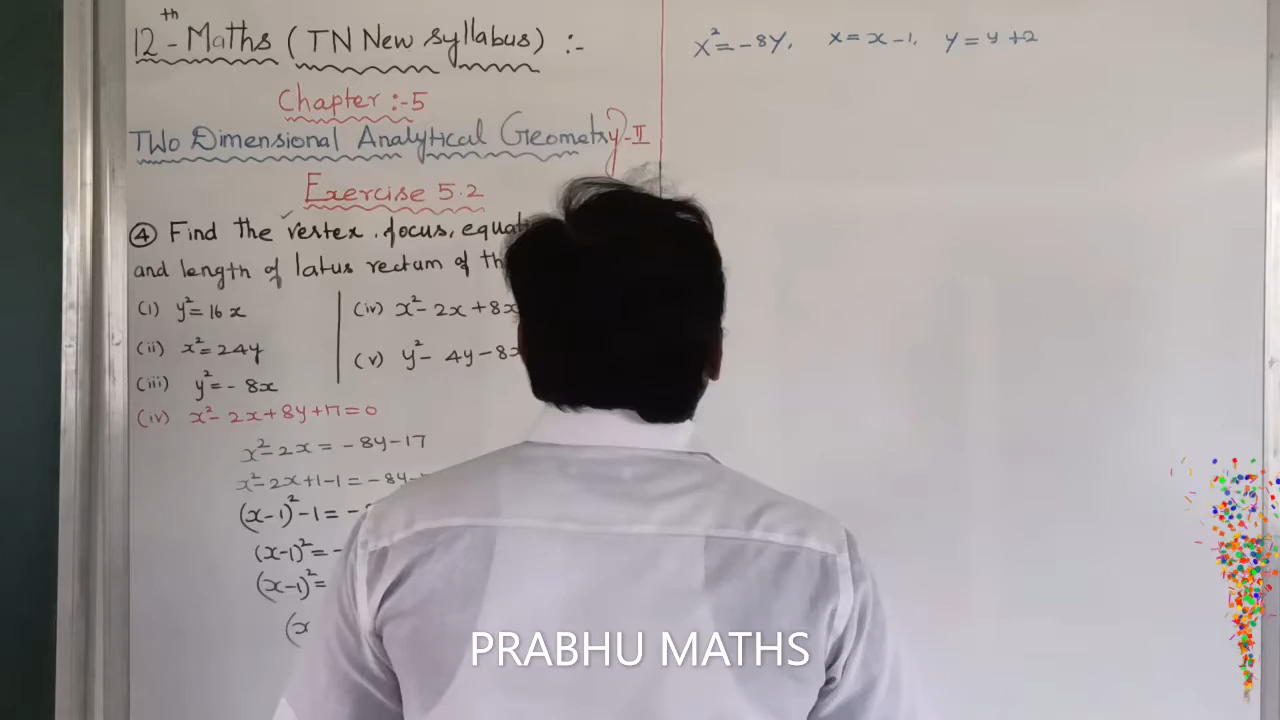 12th - Maths (TN New syllabus) :-
Chapter :-5
Two Dimensional Analytical Geometry-II
Exercise 5.2
④ Find the vertex, focus,
and length of latus rectum of
(i) y²=16x
(ii) x²=24y
(iii) y²=-8x
(iv) x²-2x+8x
(v) y²-4y-8x
(iv) x²-2x+8y+17=0
x²-2x=-8y-17
x²-2x+1-1=-8y-
(x-1)²-1=-
(x-1)²=-
(x-1)²=
(x
X²=-8Y, X=x-1, Y=y+2
PRABHU MATHS